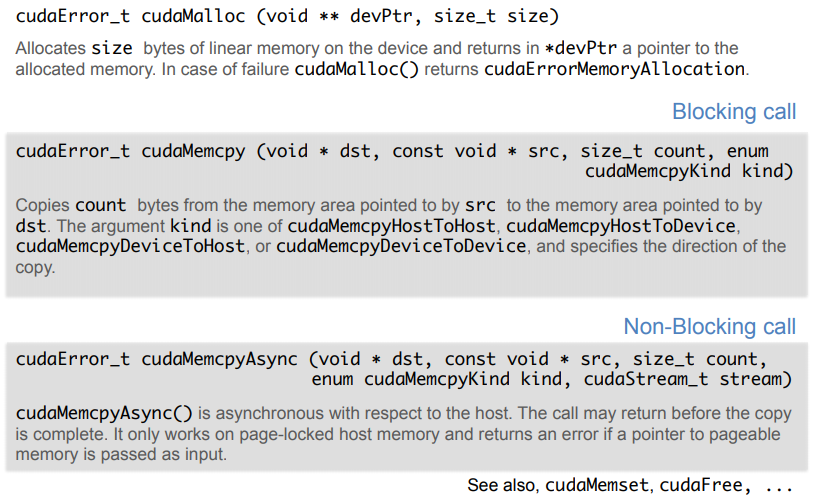 cudaError_t cudaMalloc (void ** devPtr, size_t size)
Allocates size bytes of linear memory on the device and returns in *devPtr a pointer to the
allocated memory. In case of failure cudaMalloc() returns cudaErrorMemoryAllocation.
Blocking call
cudaError_t cudaMemcpy (void * dst, const void * src, size_t count, enum
cudaMemcpyKind kind)
Copies count bytes from the memory area pointed to by src to the memory area pointed to by
dst. The argument kind is one of cudaMemcpyHostToHost, cudaMemcpyHostToDevice,
cudaMemcpyDeviceToHost, or cudaMemcpyDeviceToDevice, and specifies the direction of the
copy.
Non-Blocking call
cudaError_t cudaMemcpyAsync (void * dst, const void * src, size_t count,
enum cudaMemcpyKind kind, cudaStream_t stream)
cudaMemcpyAsync() is asynchronous with respect to the host. The call may return before the copy
is complete. It only works on page-locked host memory and returns an error if a pointer to pageable
memory is passed as input.
See also, cudaMemset, cudaFree, ...